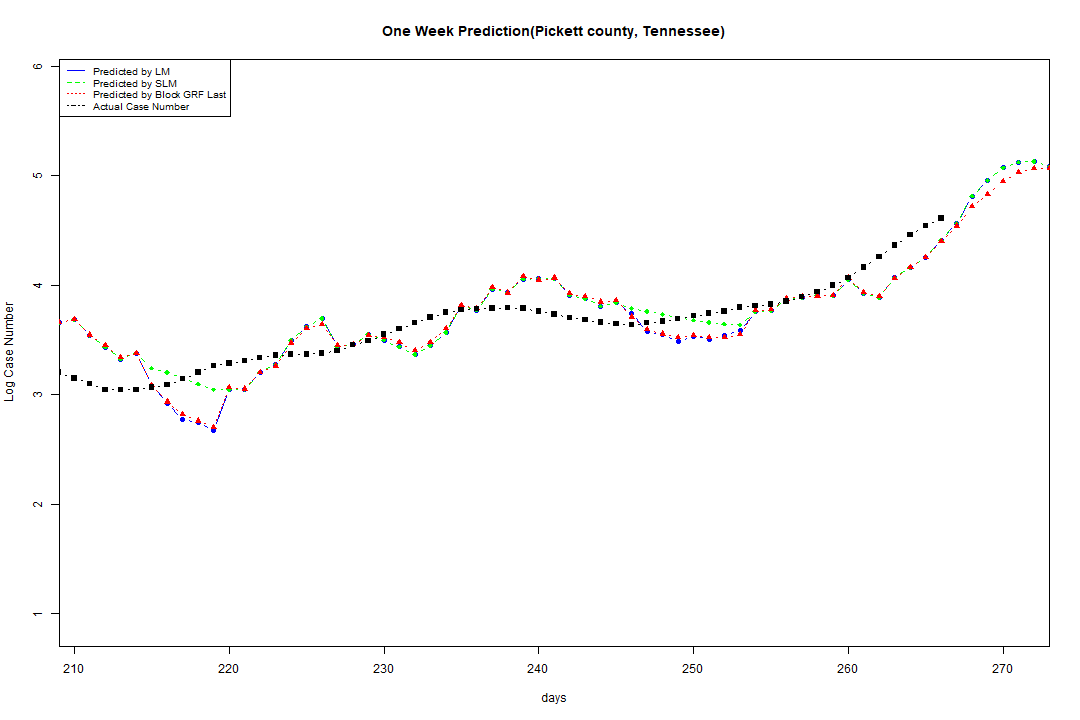 One Week Prediction(Pickett county, Tennessee)
Predicted by LM
Predicted by SLM
Predicted by Block GRF Last
Actual Case Number
6
5
4
3
2
1
Log Case Number
210 220 230 240 250 260 270
days